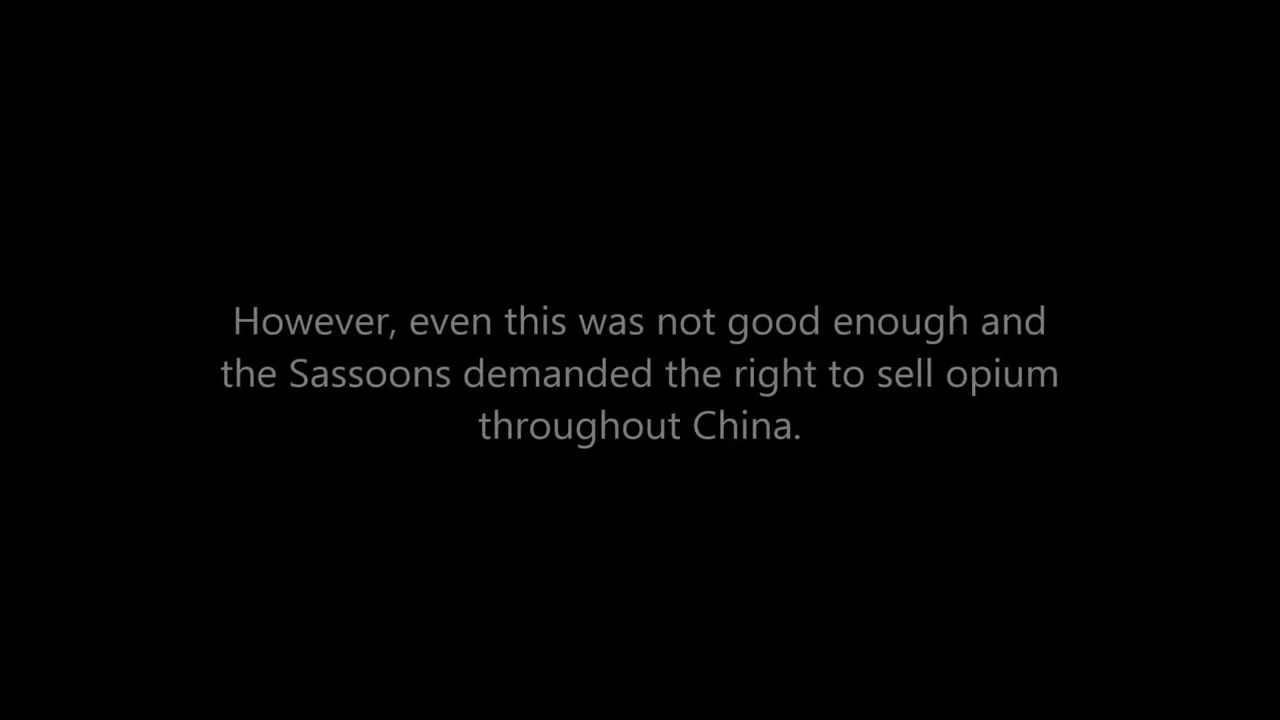 However, even this was not good enough and
the Sassoons demanded the right to sell opium
throughout China.